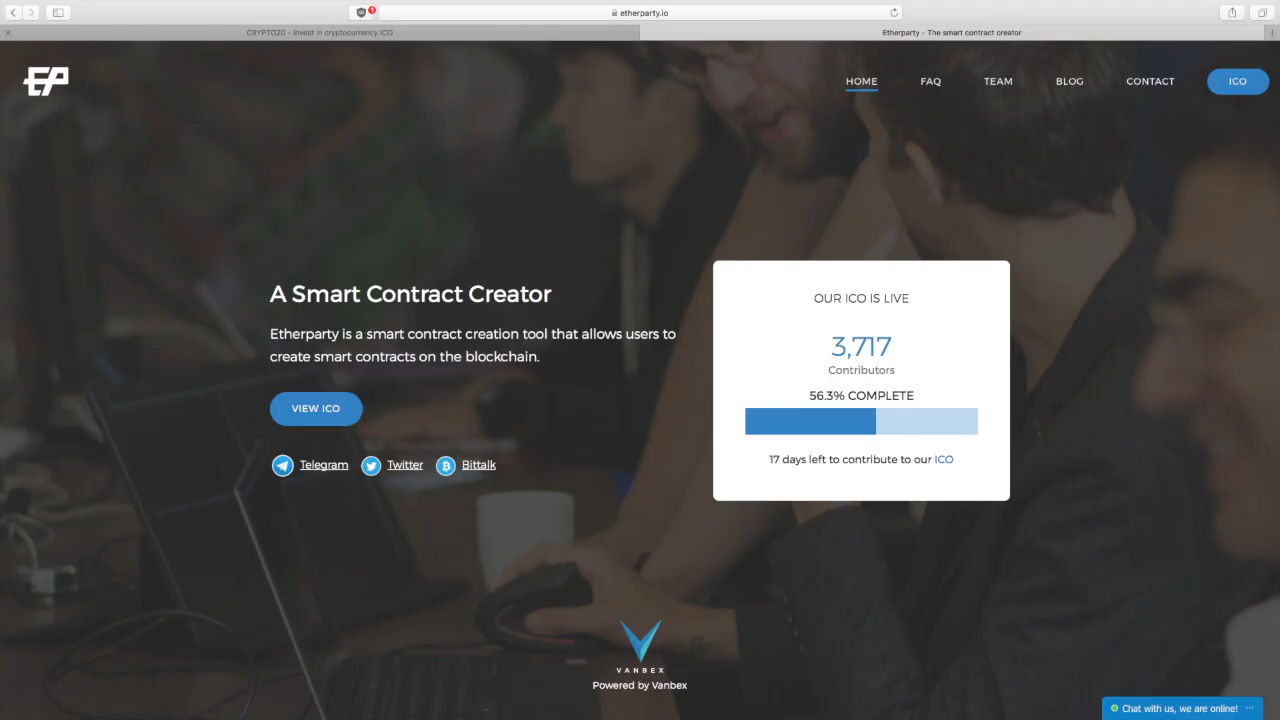 1
etherparty.io
CRYPTO20 - Invest in cryptocurrency ICO
Etherparty - The smart contract creator
EP
HOME
FAQ
TEAM
BLOG
CONTACT
ICO
A Smart Contract Creator
Etherparty is a smart contract creation tool that allows users to
create smart contracts on the blockchain.
VIEW ICO
Telegram
Twitter
Bittalk
OUR ICO IS LIVE
3,717
Contributors
56.3% COMPLETE
17 days left to contribute to our ICO
VANBEX
Powered by Vanbex
Chat with us, we are online!